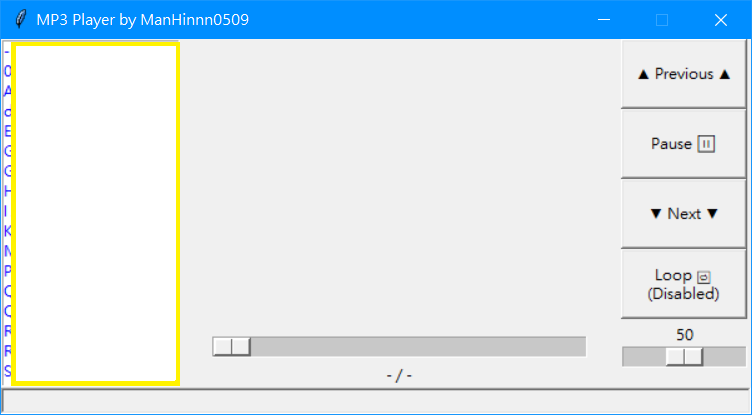 MP3 Player by ManHinnn0509
-
0
A
d
E
G
G
H
I
K
M
P
Q
Q
R
R
S
▲ Previous ▲
Pause
▼ Next ▼
Loop
(Disabled)
50
-/-